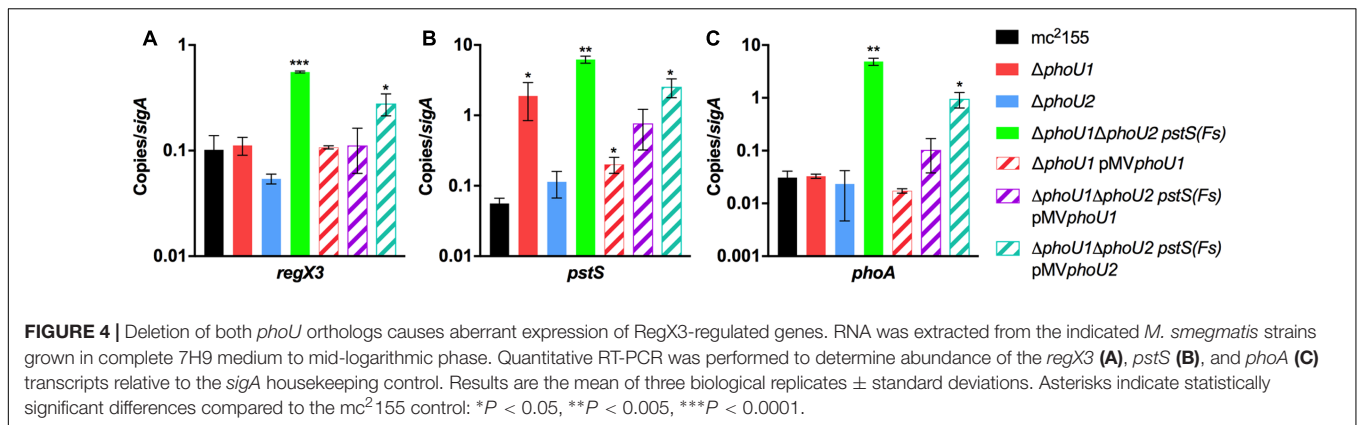 A
B
C
1
0.1
0.01
Copies/sigA
regX3
10
1
0.1
0.01
Copies/sigA
pstS
10
1
0.1
0.01
0.001
Copies/sigA
phoA
***
*
*
**
*
*
**
*
mc²155
ΔphoU1
ΔphoU2
ΔphoU1ΔphoU2 pstS(Fs)
ΔphoU1 pMVphoU1
ΔphoU1ΔphoU2 pstS(Fs)
pMVphoU1
ΔphoU1ΔphoU2 pstS(Fs)
pMVphoU2
FIGURE 4 | Deletion of both phoU orthologs causes aberrant expression of RegX3-regulated genes. RNA was extracted from the indicated M. smegmatis strains
grown in complete 7H9 medium to mid-logarithmic phase. Quantitative RT-PCR was performed to determine abundance of the regX3 (A), pstS (B), and phoA (C)
transcripts relative to the sigA housekeeping control. Results are the mean of three biological replicates ± standard deviations. Asterisks indicate statistically
significant differences compared to the mc²155 control: *P < 0.05, **P < 0.005, ***P < 0.0001.